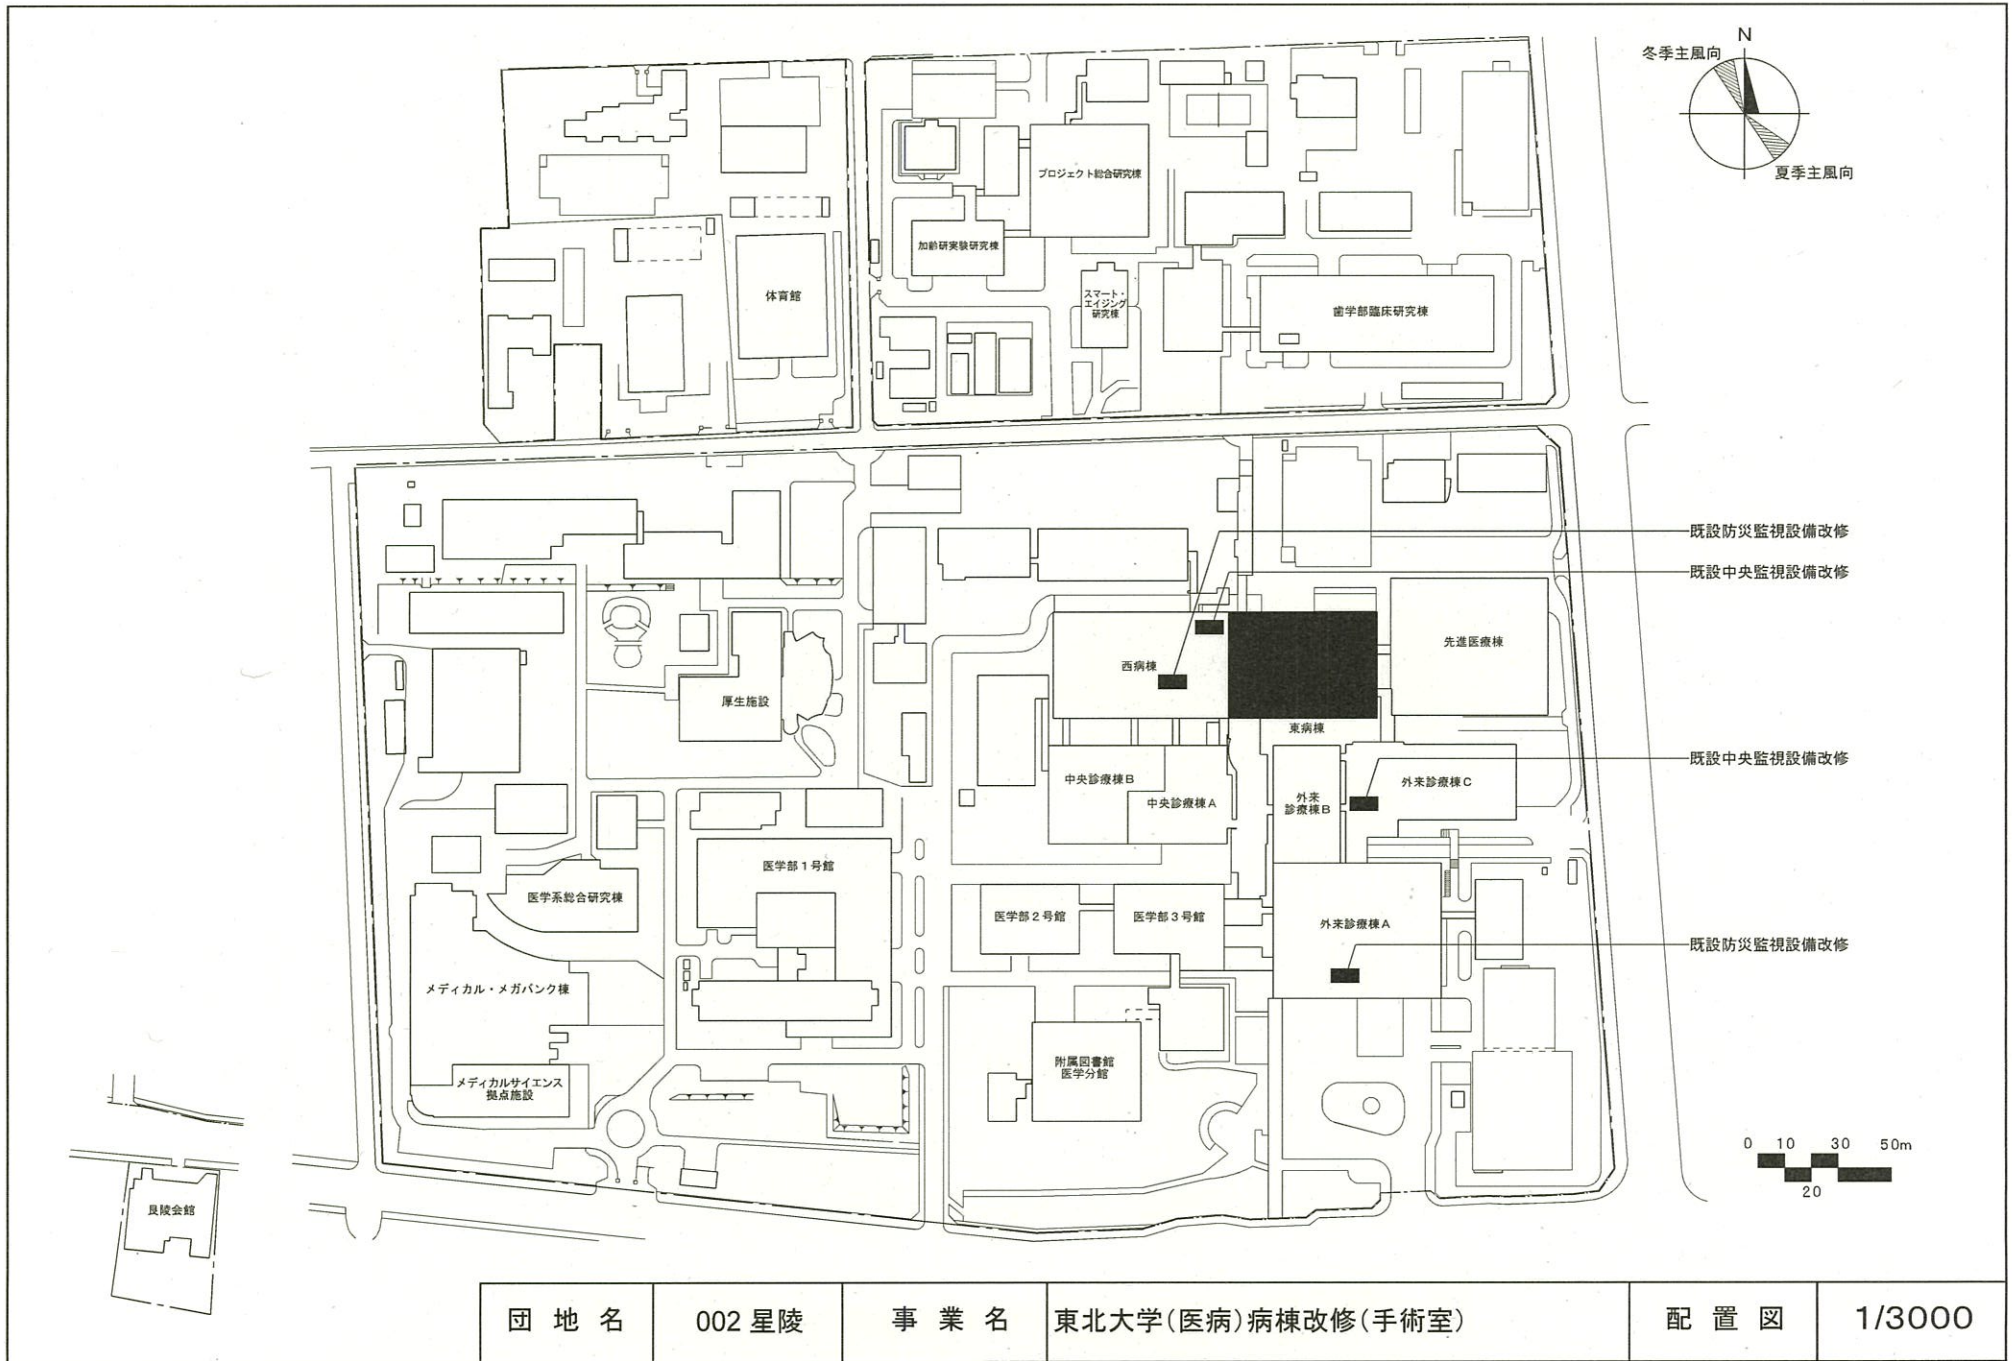 N
冬季主風向
夏季主風向
プロジェクト総合研究棟
加齢研実験研究棟
体育館
スマート・
エイジング
研究棟
歯学部臨床研究棟
既設防災監視設備改修
既設中央監視設備改修
先進医療棟
西病棟
厚生施設
東病棟
既設中央監視設備改修
中央診療棟B
中央診療棟A
外来
診療棟B
外来診療棟C
医学部1号館
医学系総合研究棟
医学部2号館
医学部3号館
外来診療棟A
既設防災監視設備改修
メディカル・メガバンク棟
附属図書館
医学分館
メディカルサイエンス
拠点施設
0 10 30 50m
20
艮陵会館
団地名 002 星陵 事業名 東北大学(医病)病棟改修(手術室) 配置図 1/3000